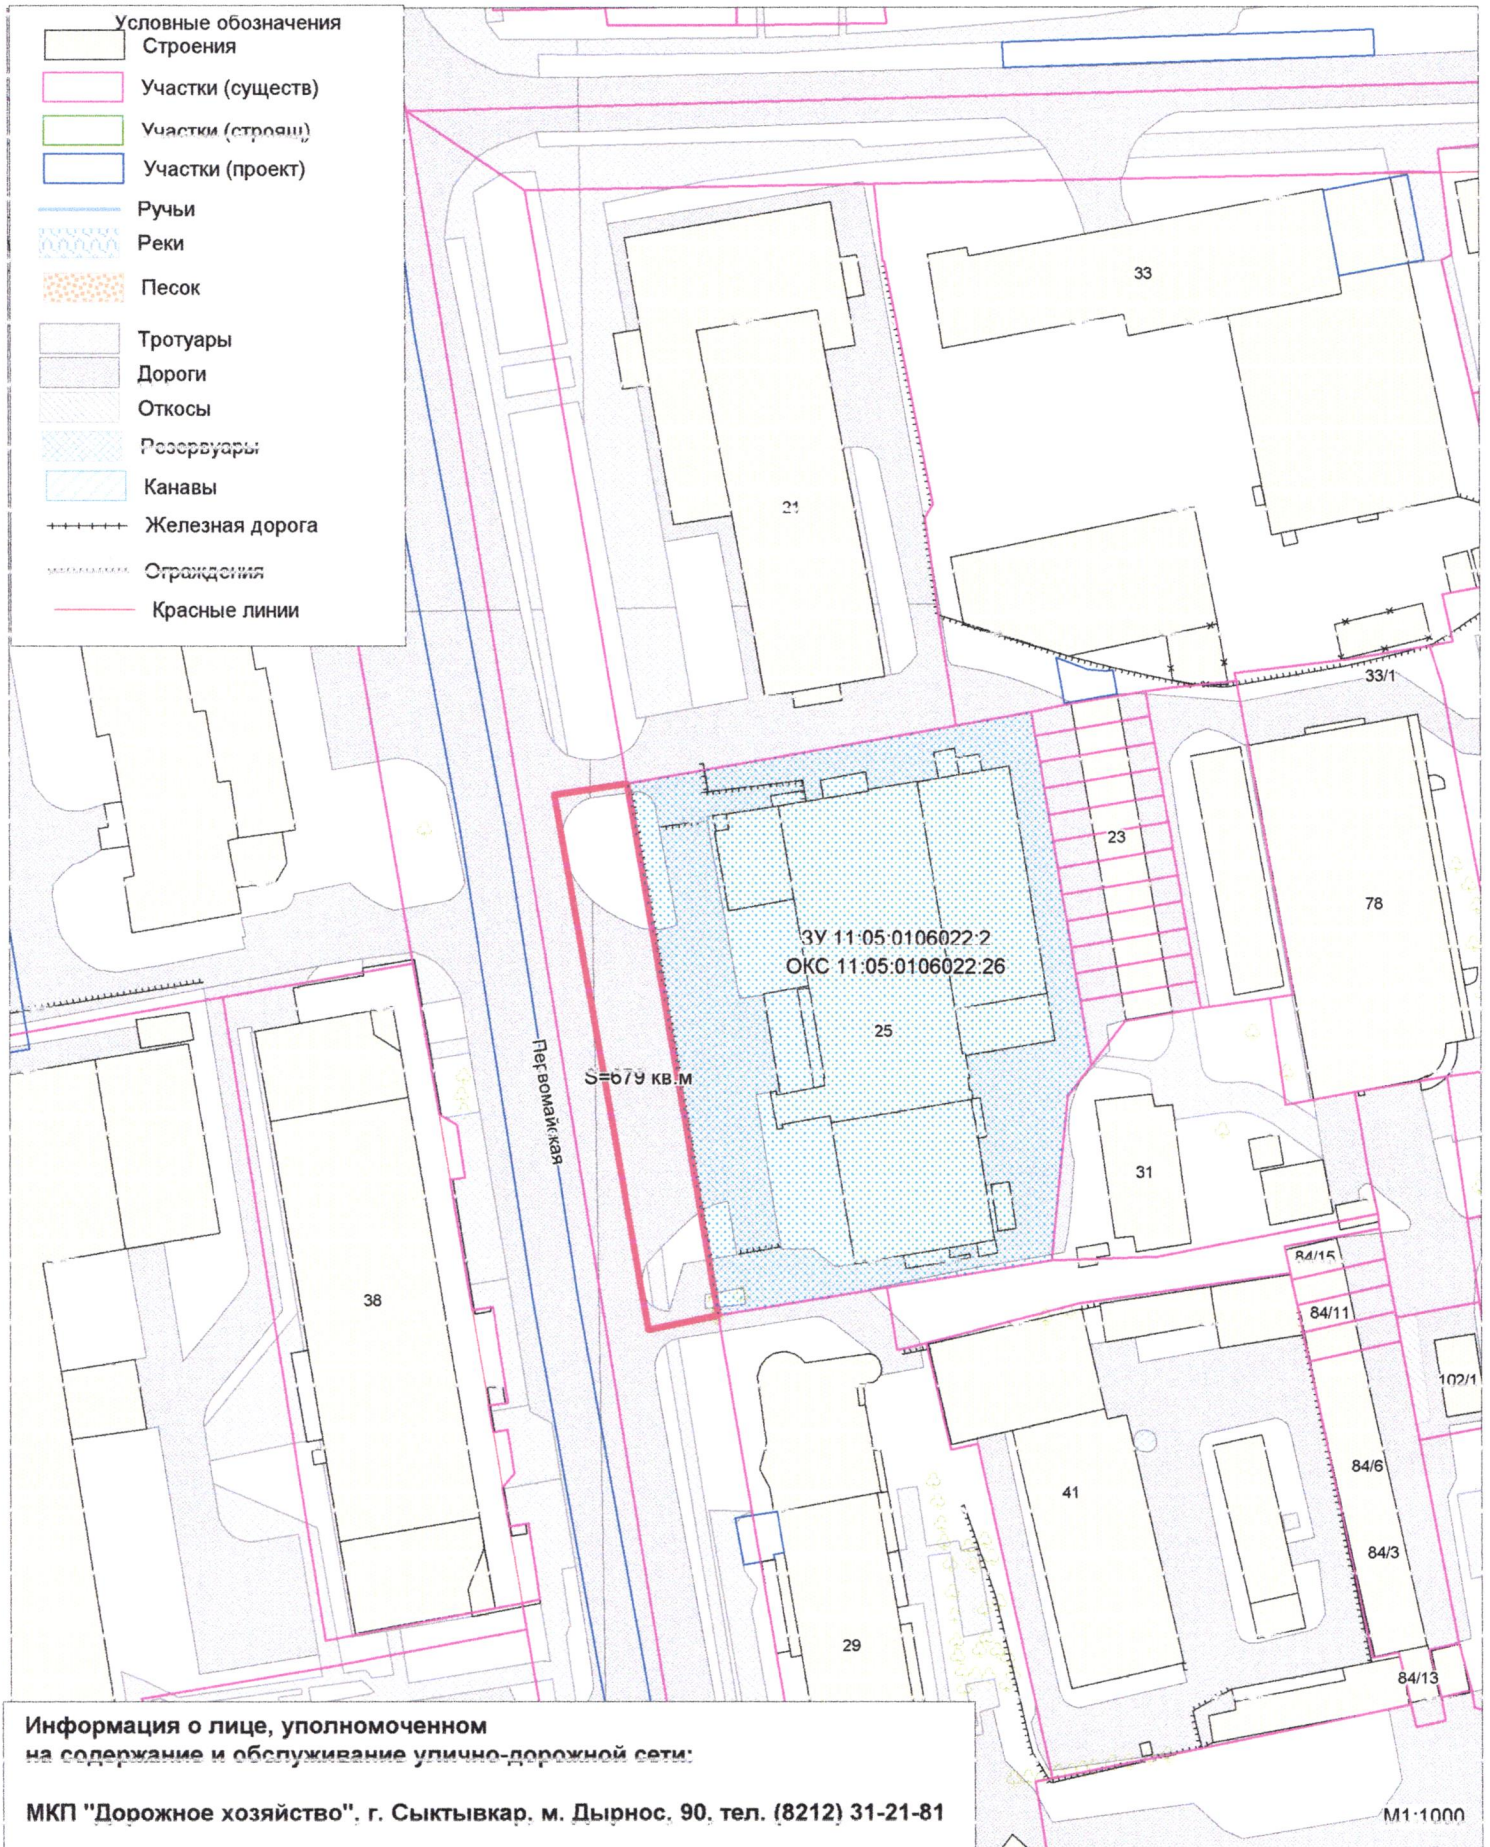 Условные обозначения
Строения
Участки (существ)
Участки (строящ)
Участки (проект)
Ручьи
Реки
Песок
Тротуары
Дороги
Откосы
Резервуары
Канавы
Железная дорога
Ограждения
Красные линии
33
21
33/1
23
78
ЗУ 11:05:0106022:2
ОКС 11:05:0106022:26
25
Первомайская
S=679 кв.м
31
38
84/15
84/11
102/1
84/6
41
84/3
29
84/13
Информация о лице, уполномоченном
на содержание и обслуживание улично-дорожной сети:
МКП "Дорожное хозяйство", г. Сыктывкар, м. Дырнос, 90, тел. (8212) 31-21-81
М1:1000